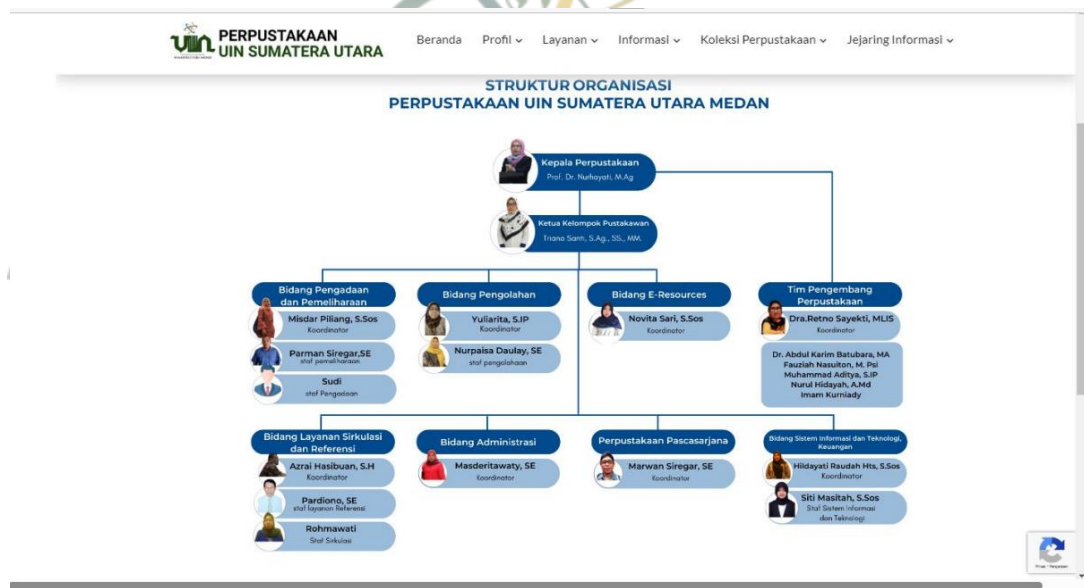 PERPUSTAKAAN
UIN SUMATERA UTARA
Beranda Profil Layanan Informasi Koleksi Perpustakaan Jejaring Informasi
STRUKTUR ORGANISASI
PERPUSTAKAAN UIN SUMATERA UTARA MEDAN
Kepala Perpustakaan
Prof. Dr. Nurhayati, M.Ag
Ketua Kelompok Pustakawan
Triana Santi, S.Ag., SS., MM.
Bidang Pengadaan
dan Pemeliharaan
Misdar Piliang, S.Sos
Koordinator
Parman Siregar,SE
staf pemeliharaan
Sudi
staf Pengadaan
Bidang Pengolahan
Yuliarita, S.IP
Koordinator
Nurpaisa Daulay, SE
staf pengolahaan
Bidang E-Resources
Novita Sari, S.Sos
Koordinator
Tim Pengembang
Perpustakaan
Dra.Retno Sayekti, MLIS
Koordinator
Dr. Abdul Karim Batubara, MA
Fauziah Nasuiton, M. Psi
Muhammad Aditya, S.IP
Nurul Hidayah, A.Md
Imam Kurniady
Bidang Layanan Sirkulasi
dan Referensi
Azrai Hasibuan, S.H
Koordinator
Pardiono, SE
staf layanan Referensi
Rohmawati
Staf Sirkulasi
Bidang Administrasi
Masderitawaty, SE
Koordinator
Perpustakaan Pascasarjana
Marwan Siregar, SE
Koordinator
Bidang Sistem Informasi dan Teknologi,
Keuangan
Hildayati Raudah Hts, S.Sos
Koordinator
Siti Masitah, S.Sos
Staf Sistem Informasi
dan Teknologi